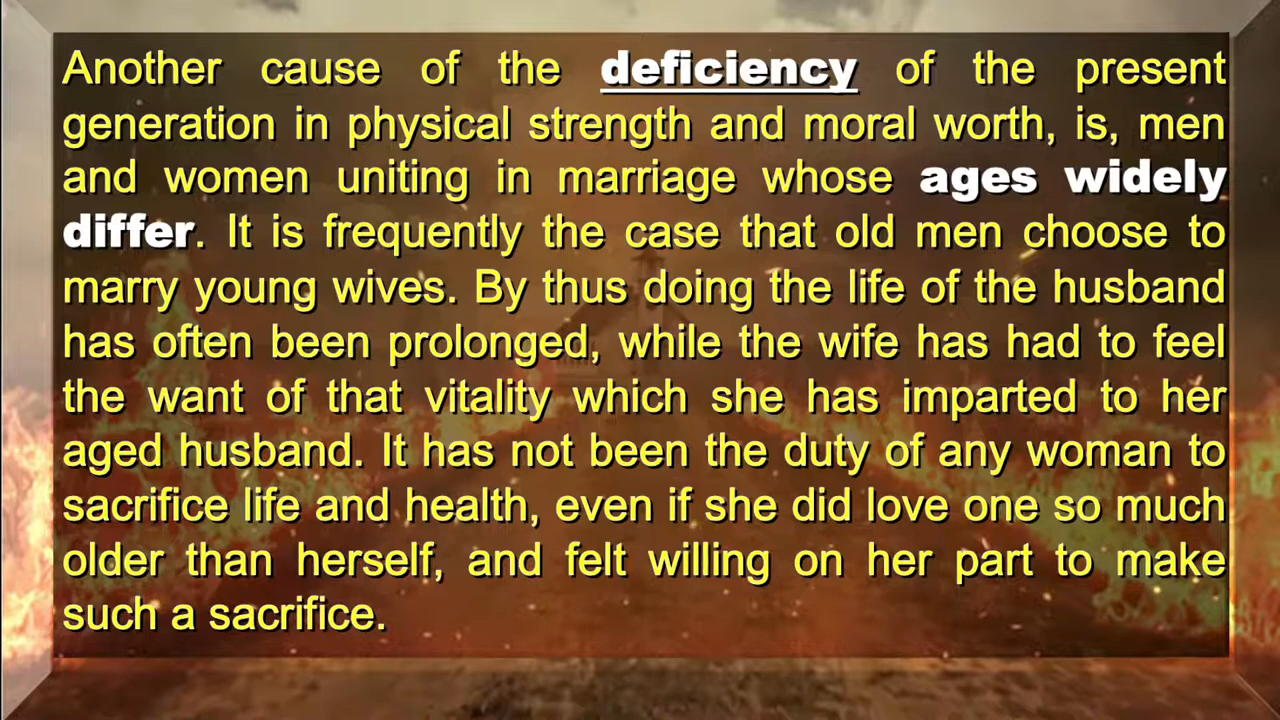 Another cause of the deficiency of the present
generation in physical strength and moral worth, is, men
and women uniting in marriage whose ages widely
differ. It is frequently the case that old men choose to
marry young wives. By thus doing the life of the husband
has often been prolonged, while the wife has had to feel
the want of that vitality which she has imparted to her
aged husband. It has not been the duty of any woman to
sacrifice life and health, even if she did love one so much
older than herself, and felt willing on her part to make
such a sacrifice.